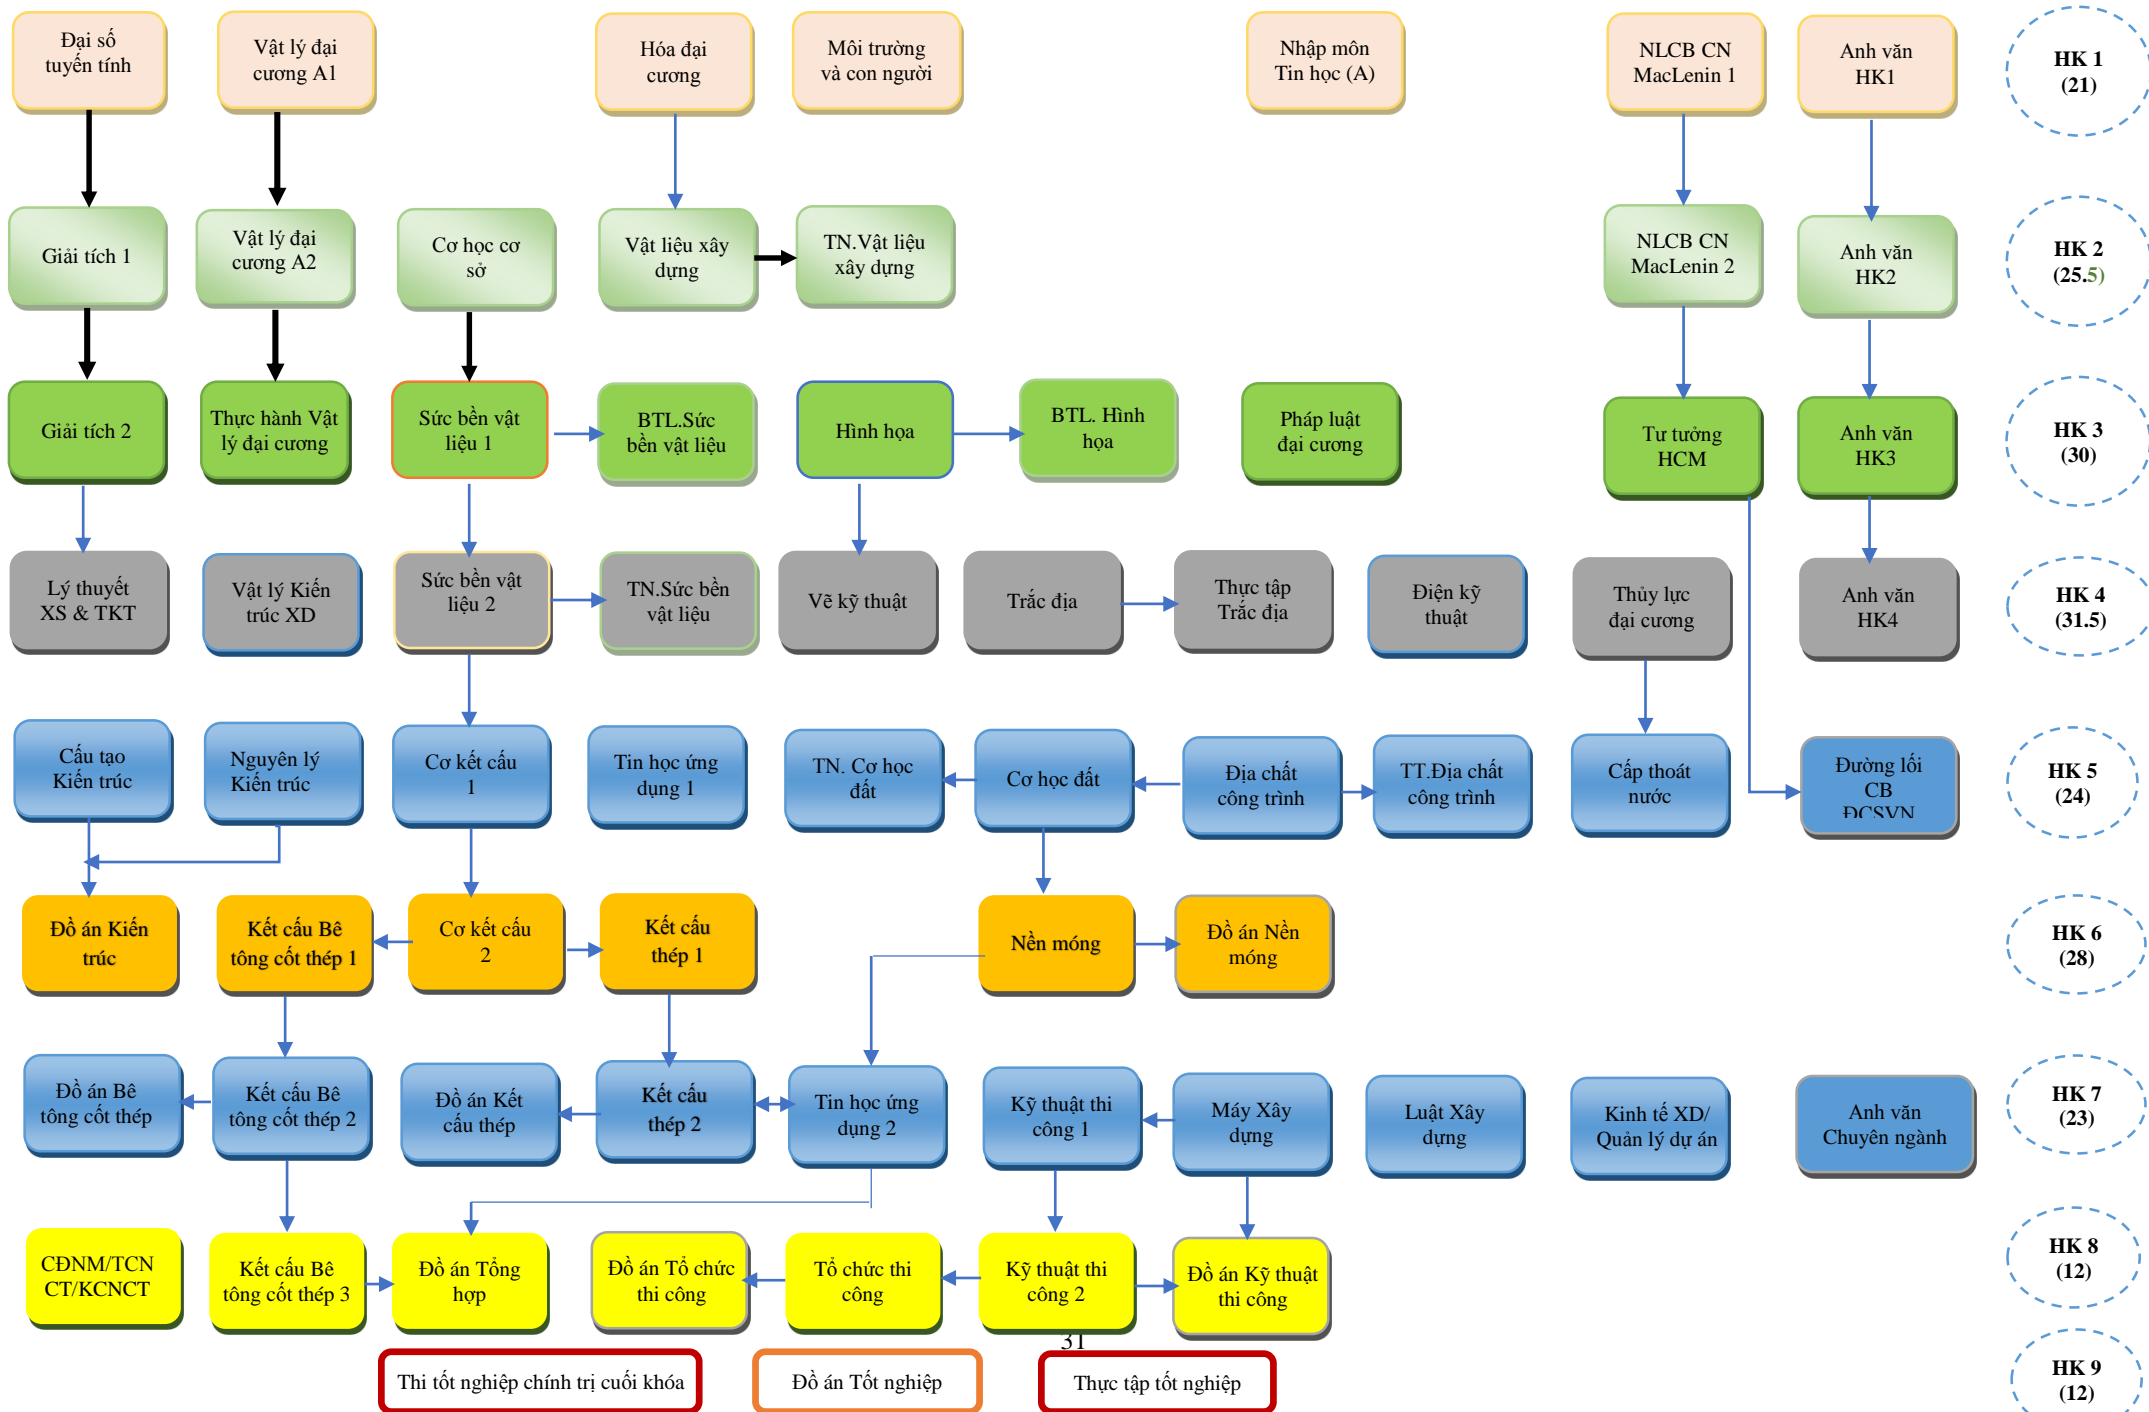 Đại số
tuyến tính
Vật lý đại
cương A1
Hóa đại
cương
Môi trường
và con người
Nhập môn
Tin học (A)
NLCB CN
MacLenin 1
Anh văn
HK1
HK 1
(21)
Giải tích 1
Vật lý đại
cương A2
Cơ học cơ
sở
Vật liệu xây
dựng
TN.Vật liệu
xây dựng
NLCB CN
MacLenin 2
Anh văn
HK2
HK 2
(25.5)
Giải tích 2
Thực hành Vật
lý đại cương
Sức bền vật
liệu 1
BTL.Sức
bền vật liệu
Hình họa
BTL. Hình
họa
Pháp luật
đại cương
Tư tưởng
HCM
Anh văn
HK3
HK 3
(30)
Lý thuyết
XS & TKT
Vật lý Kiến
trúc XD
Sức bền vật
liệu 2
TN.Sức bền
vật liệu
Vẽ kỹ thuật
Trắc địa
Thực tập
Trắc địa
Điện kỹ
thuật
Thủy lực
đại cương
Anh văn
HK4
HK 4
(31.5)
Cấu tạo
Kiến trúc
Nguyên lý
Kiến trúc
Cơ kết cấu
1
Tin học ứng
dụng 1
TN. Cơ học
đất
Cơ học đất
Địa chất
công trình
TT.Địa chất
công trình
Cấp thoát
nước
Đường lối
CB
ĐCSVN
HK 5
(24)
Đồ án Kiến
trúc
Kết cấu Bê
tông cốt thép 1
Cơ kết cấu
2
Kết cấu
thép 1
Nền móng
Đồ án Nền
móng
HK 6
(28)
Đồ án Bê
tông cốt thép
Kết cấu Bê
tông cốt thép 2
Đồ án Kết
cấu thép
Kết cấu
thép 2
Tin học ứng
dụng 2
Kỹ thuật thi
công 1
Máy Xây
dựng
Luật Xây
dựng
Kinh tế XD/
Quản lý dự án
Anh văn
Chuyên ngành
HK 7
(23)
CĐNM/TCN
CT/KCNCT
Kết cấu Bê
tông cốt thép 3
Đồ án Tổng
hợp
Đồ án Tổ chức
thi công
Tổ chức thi
công
Kỹ thuật thi
công 2
Đồ án Kỹ thuật
thi công
HK 8
(12)
31
Thi tốt nghiệp chính trị cuối khóa
Đồ án Tốt nghiệp
Thực tập tốt nghiệp
HK 9
(12)